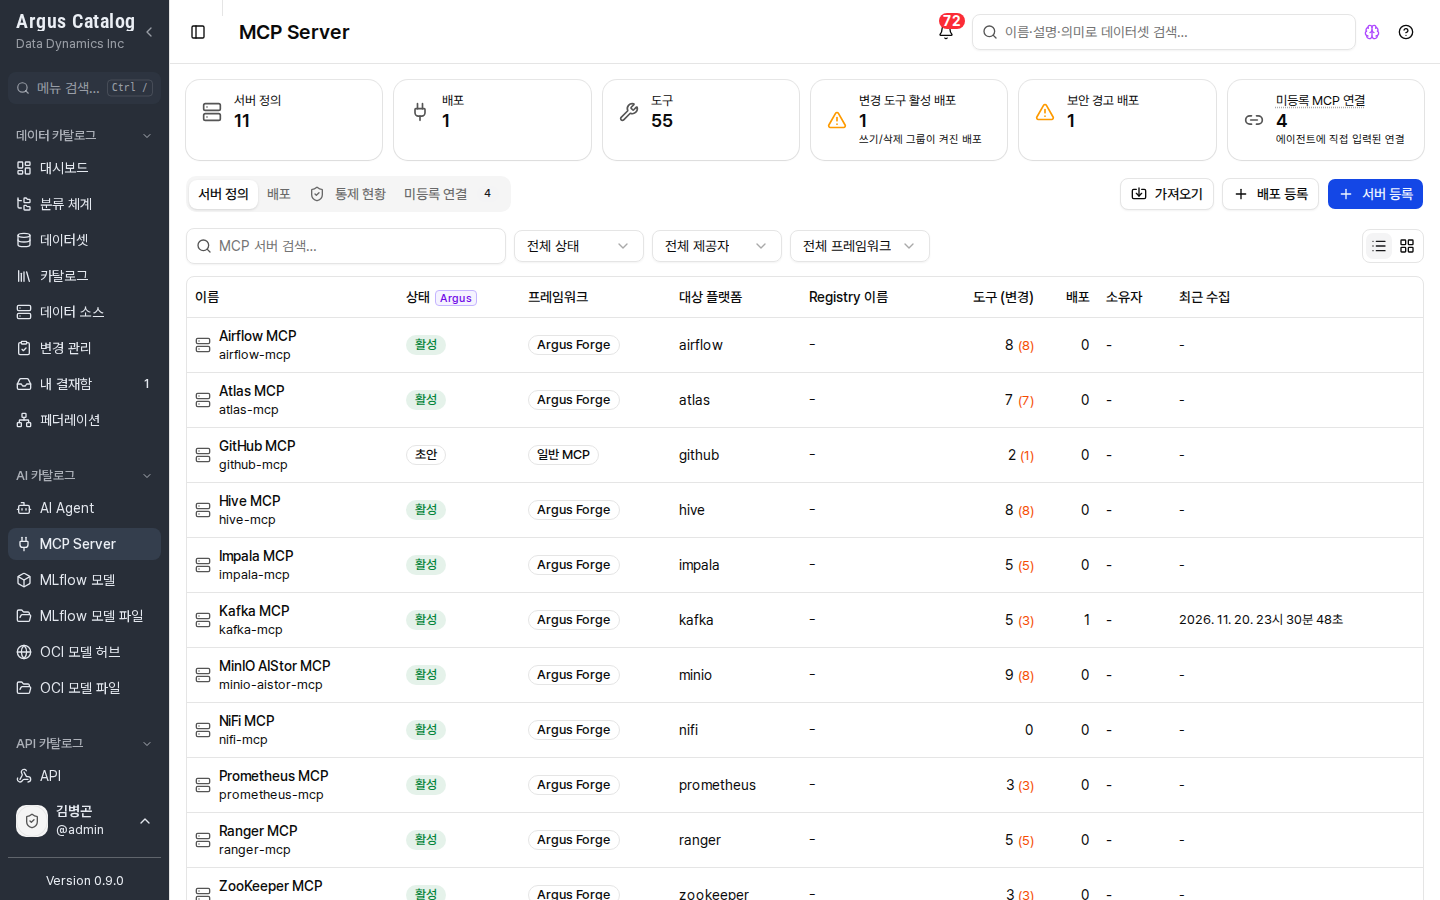 Argus Catalog
Data Dynamics Inc
메뉴 검색... Ctrl /
데이터 카탈로그
대시보드
분류 체계
데이터셋
카탈로그
데이터 소스
변경 관리
내 결재함 1
페더레이션
AI 카탈로그
AI Agent
MCP Server
MLflow 모델
MLflow 모델 파일
OCI 모델 허브
OCI 모델 파일
API 카탈로그
API
김병곤
@admin
Version 0.9.0
MCP Server
72
이름·설명·의미로 데이터셋 검색...
서버 정의
11
배포
1
도구
55
변경 도구 활성 배포
1
쓰기/삭제 그룹이 켜진 배포
보안 경고 배포
1
미등록 MCP 연결
4
에이전트에 직접 입력된 연결
서버 정의 배포 통제 현황 미등록 연결 4
가져오기 배포 등록 서버 등록
MCP 서버 검색... 전체 상태 전체 제공자 전체 프레임워크
이름 상태 Argus 프레임워크 대상 플랫폼 Registry 이름 도구 (변경) 배포 소유자 최근 수집
Airflow MCP
airflow-mcp
활성 Argus Forge airflow - 8 (8) 0 - -
Atlas MCP
atlas-mcp
활성 Argus Forge atlas - 7 (7) 0 - -
GitHub MCP
github-mcp
초안 일반 MCP github - 2 (1) 0 - -
Hive MCP
hive-mcp
활성 Argus Forge hive - 8 (8) 0 - -
Impala MCP
impala-mcp
활성 Argus Forge impala - 5 (5) 0 - -
Kafka MCP
kafka-mcp
활성 Argus Forge kafka - 5 (3) 1 - 2026. 11. 20. 23시 30분 48초
MinIO AIStor MCP
minio-aistor-mcp
활성 Argus Forge minio - 9 (8) 0 - -
NiFi MCP
nifi-mcp
활성 Argus Forge nifi - 0 0 - -
Prometheus MCP
prometheus-mcp
활성 Argus Forge prometheus - 3 (3) 0 - -
Ranger MCP
ranger-mcp
활성 Argus Forge ranger - 5 (5) 0 - -
ZooKeeper MCP
활성 Argus Forge zookeeper - 3 (3) 0 - -